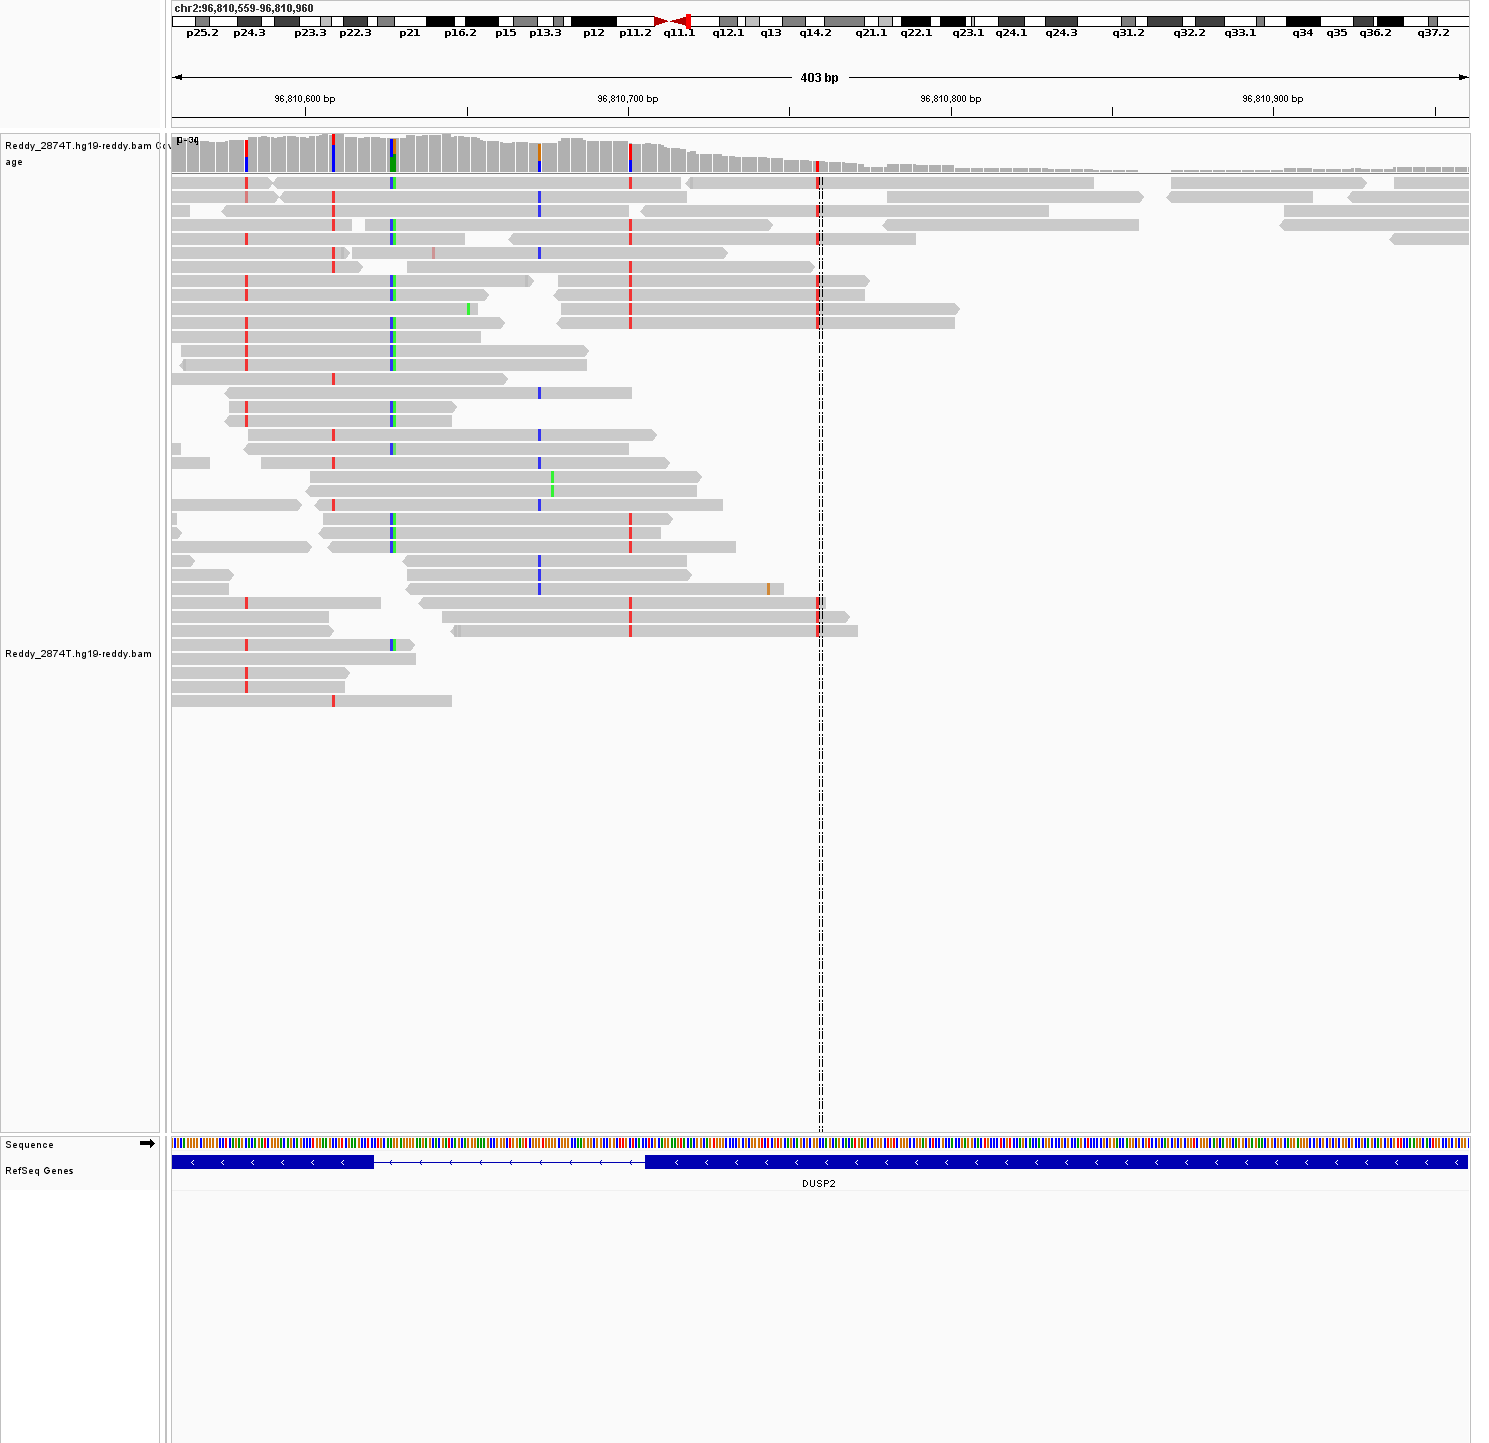 chr2:96,810,559-96,810,960
p25.2 p24.3 p23.3 p22.3 p21 p16.2 p15 p13.3 p12 p11.2 q11.1 q12.1 q13 q14.2 q21.1 q22.1 q23.1 q24.1 q24.3 q31.2 q32.2 q33.1 q34 q35 q36.2 q37.2
403 bp
96,810,600 bp 96,810,700 bp 96,810,800 bp 96,810,900 bp
Reddy_2874T.hg19-reddy.bam Cov
age
Reddy_2874T.hg19-reddy.bam
Sequence
RefSeq Genes
DUSP2